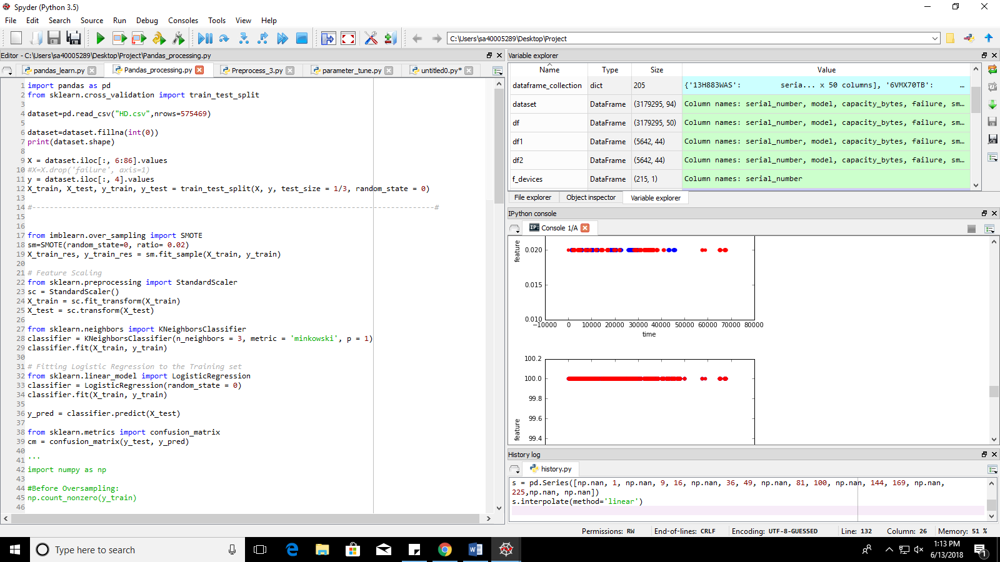 Spyder (Python 3.5)
File Edit Search Source Run Debug Consoles Tools View Help
C:\Users\sa40005289\Desktop\Project
Editor - C:\Users\sa40005289\Desktop\Project\Pandas_processing.py
pandas_learn.py Pandas_processing.py Preprocess_3.py parameter_tune.py untitled0.py*
1 import pandas as pd
2 from sklearn.cross_validation import train_test_split
3
4 dataset=pd.read_csv("HD.csv",nrows=575469)
5
6 dataset=dataset.fillna(int(0))
7 print(dataset.shape)
8
9 X = dataset.iloc[:, 6:86].values
10 #X=X.drop('failure', axis=1)
11 y = dataset.iloc[:, 4].values
12 X_train, X_test, y_train, y_test = train_test_split(X, y, test_size = 1/3, random_state = 0)
13
14 #--------------------------------------------------------------------------------------------#
15
16
17 from imblearn.over_sampling import SMOTE
18 sm=SMOTE(random_state=0, ratio= 0.02)
19 X_train_res, y_train_res = sm.fit_sample(X_train, y_train)
20
21 # Feature Scaling
22 from sklearn.preprocessing import StandardScaler
23 sc = StandardScaler()
24 X_train = sc.fit_transform(X_train)
25 X_test = sc.transform(X_test)
26
27 from sklearn.neighbors import KNeighborsClassifier
28 classifier = KNeighborsClassifier(n_neighbors = 3, metric = 'minkowski', p = 1)
29 classifier.fit(X_train, y_train)
30
31 # Fitting Logistic Regression to the Training set
32 from sklearn.linear_model import LogisticRegression
33 classifier = LogisticRegression(random_state = 0)
34 classifier.fit(X_train, y_train)
35
36 y_pred = classifier.predict(X_test)
37
38 from sklearn.metrics import confusion_matrix
39 cm = confusion_matrix(y_test, y_pred)
40
41 '''
42 import numpy as np
43
44 #Before Oversampling:
45 np.count_nonzero(y_train)
46
Variable explorer
Name Type Size Value
dataframe_collection dict 205 {'13H883WAS': seria... x 50 columns], '6VMX70TB': ...
dataset DataFrame (3179295, 94) Column names: serial_number, model, capacity_bytes, failure, sm...
df DataFrame (3179295, 50) Column names: serial_number, model, capacity_bytes, failure, sm...
df1 DataFrame (5642, 44) Column names: serial_number, model, capacity_bytes, failure, sm...
df2 DataFrame (5642, 44) Column names: serial_number, model, capacity_bytes, failure, sm...
f_devices DataFrame (215, 1) Column names: serial_number
File explorer Object inspector Variable explorer
IPython console
IP: Console 1/A
0.020
0.015
0.010
feature
-10000 0 10000 20000 30000 40000 50000 60000 70000 80000
time
100.2
100.0
99.8
99.6
99.4
feature
History log
history.py
s = pd.Series([np.nan, 1, np.nan, 9, 16, np.nan, 36, 49, np.nan, 81, 100, np.nan, 144, 169, np.nan,
225,np.nan, np.nan])
s.interpolate(method='linear')
Permissions: RW End-of-lines: CRLF Encoding: UTF-8-GUESSED Line: 132 Column: 26 Memory: 51 %
Type here to search
1:13 PM
6/13/2018
1